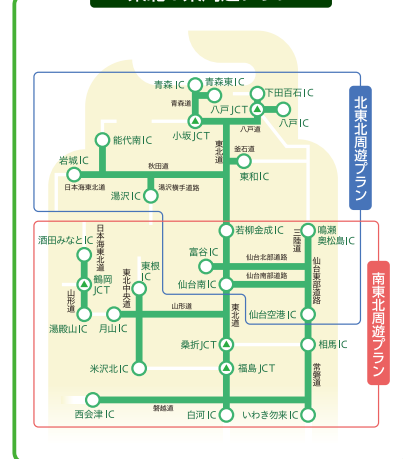 青森IC
青森東IC
下田百石IC
青森道
八戸JCT
八戸IC
小坂JCT
八戸道
能代南IC
東北道
釜石道
岩城IC
秋田道
東和IC
日本海東北道
湯沢横手道路
湯沢IC
北東北周遊プラン
若柳金成IC
鳴瀬
奥松島IC
三陸道
酒田みなとIC
日本海東北道
富谷IC
仙台北部道路
仙台南部道路
仙台東部道路
鶴岡
JCT
東根
IC
東北中央道
仙台南IC
山形道
山形道
東北道
湯殿山IC
月山IC
仙台空港IC
南東北周遊プラン
桑折JCT
相馬IC
米沢北IC
福島JCT
常磐道
西会津IC
磐越道
白河IC
いわき勿来IC